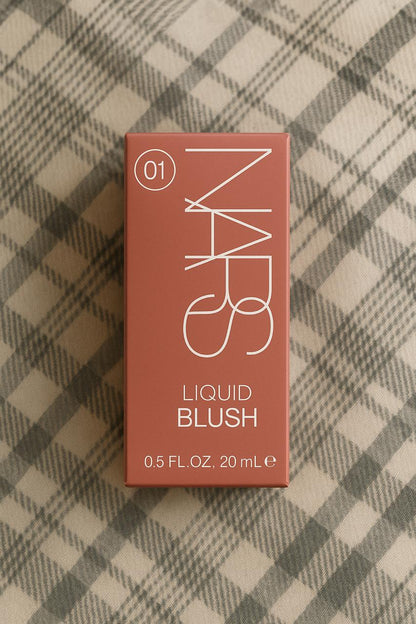 01
NARS
LIQUID
BLUSH
0.5 FL.OZ, 20 mL ℮